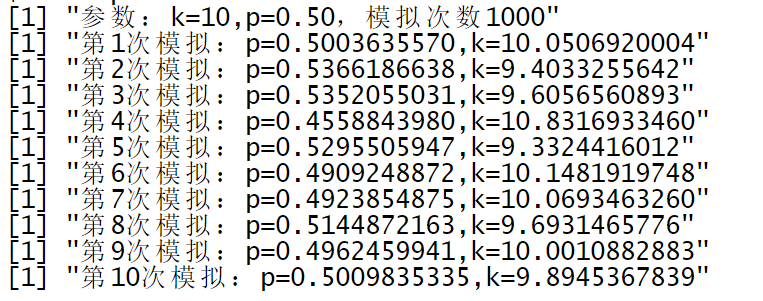 [1] "参数：k=10,p=0.50，模拟次数1000"
[1] "第1次模拟：p=0.5003635570,k=10.0506920004"
[1] "第2次模拟：p=0.5366186638,k=9.4033255642"
[1] "第3次模拟：p=0.5352055031,k=9.6056560893"
[1] "第4次模拟：p=0.4558843980,k=10.8316933460"
[1] "第5次模拟：p=0.5295505947,k=9.3324416012"
[1] "第6次模拟：p=0.4909248872,k=10.1481919748"
[1] "第7次模拟：p=0.4923854875,k=10.0693463260"
[1] "第8次模拟：p=0.5144872163,k=9.6931465776"
[1] "第9次模拟：p=0.4962459941,k=10.0010882883"
[1] "第10次模拟：p=0.5009835335,k=9.8945367839"